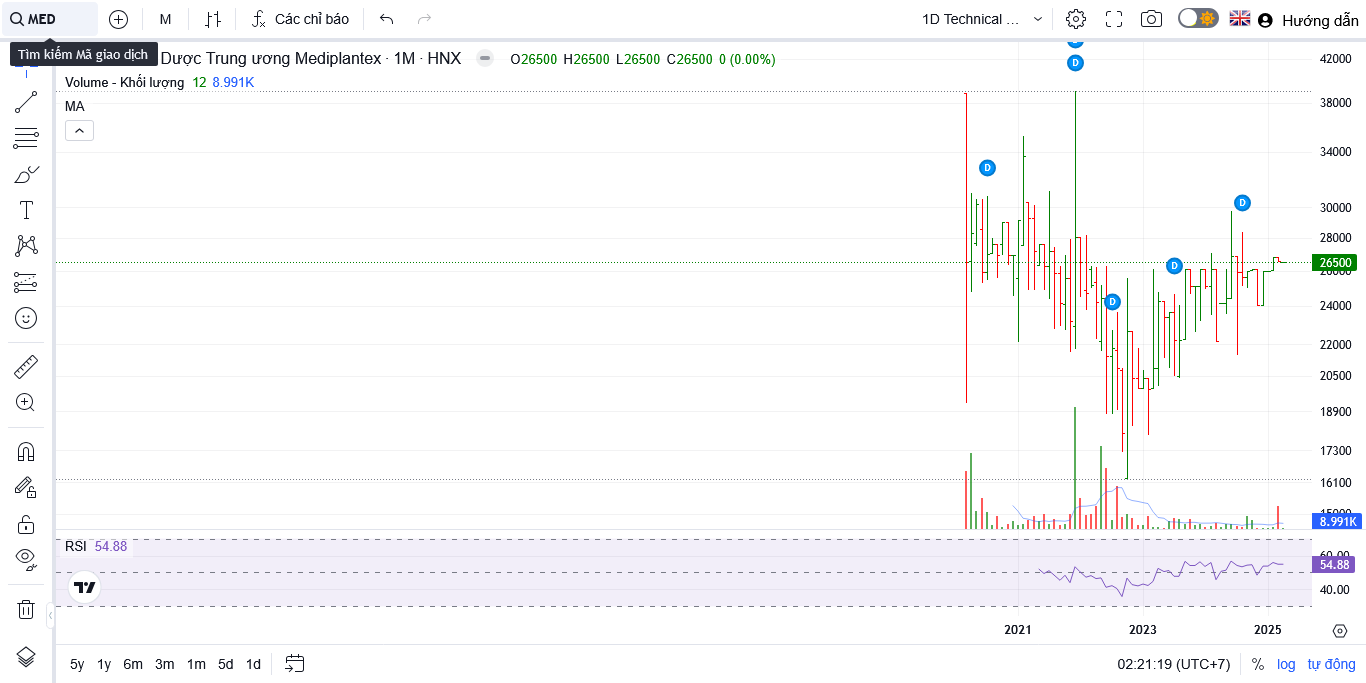 MED M Các chỉ báo 1D Technical ... Hướng dẫn
Tìm kiếm Mã giao dịch
Dược Trung ương Mediplantex · 1M · HNX O26500 H26500 L26500 C26500 0 (0.00%)
Volume - Khối lượng 12 8.991K
MA
42000
38000
34000
30000
28000
26500
26000
24000
22000
20500
18900
17300
16100
15000
8.991K
D
D
D
D
D
D
RSI 54.88
60.00
54.88
40.00
2021 2023 2025
5y 1y 6m 3m 1m 5d 1d 02:21:19 (UTC+7) % log tự động